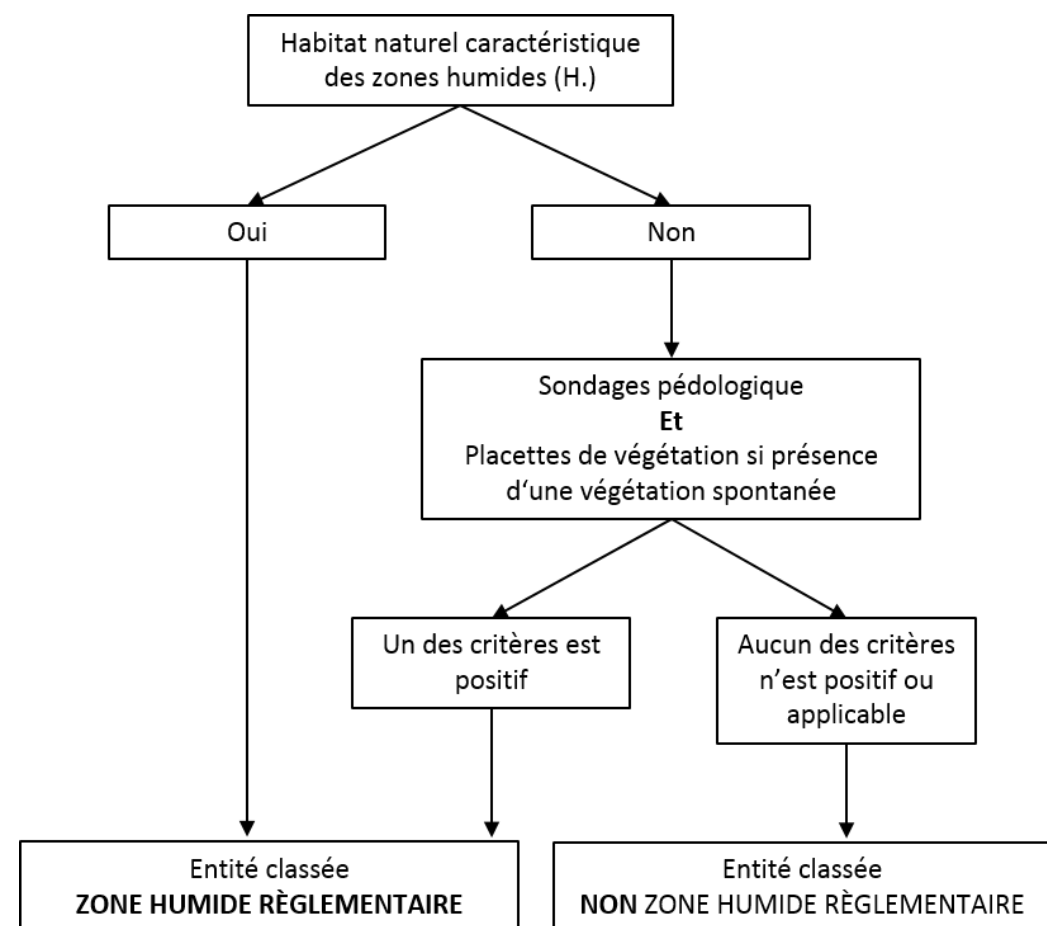 Habitat naturel caractéristique
des zones humides (H.)
Oui
Non
Sondages pédologique
Et
Placettes de végétation si présence
d‘une végétation spontanée
Un des critères est
positif
Aucun des critères
n’est positif ou
applicable
Entité classée
ZONE HUMIDE RÈGLEMENTAIRE
Entité classée
NON ZONE HUMIDE RÈGLEMENTAIRE